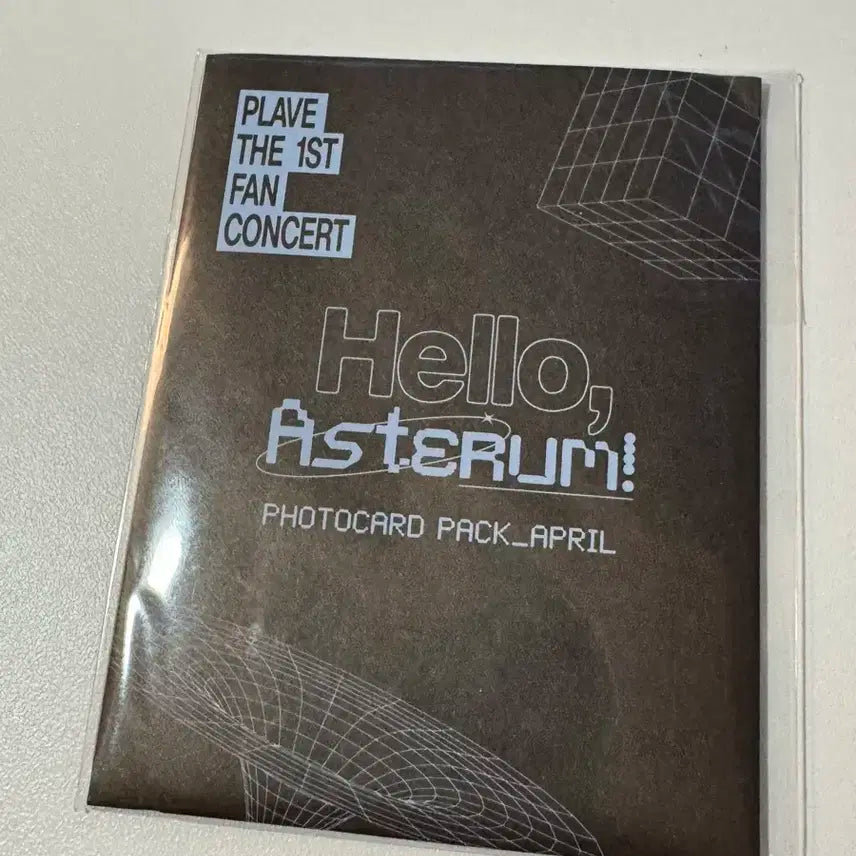 PLAVE
THE 1ST
FAN
CONCERT
Hello,
Asterum!
PHOTOCARD PACK_APRIL